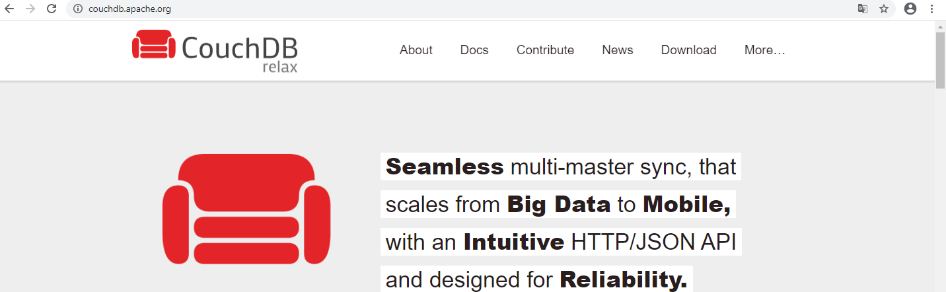 couchdb.apache.org
CouchDB
relax
About Docs Contribute News Download More...
Seamless multi-master sync, that
scales from Big Data to Mobile,
with an Intuitive HTTP/JSON API
and designed for Reliability.